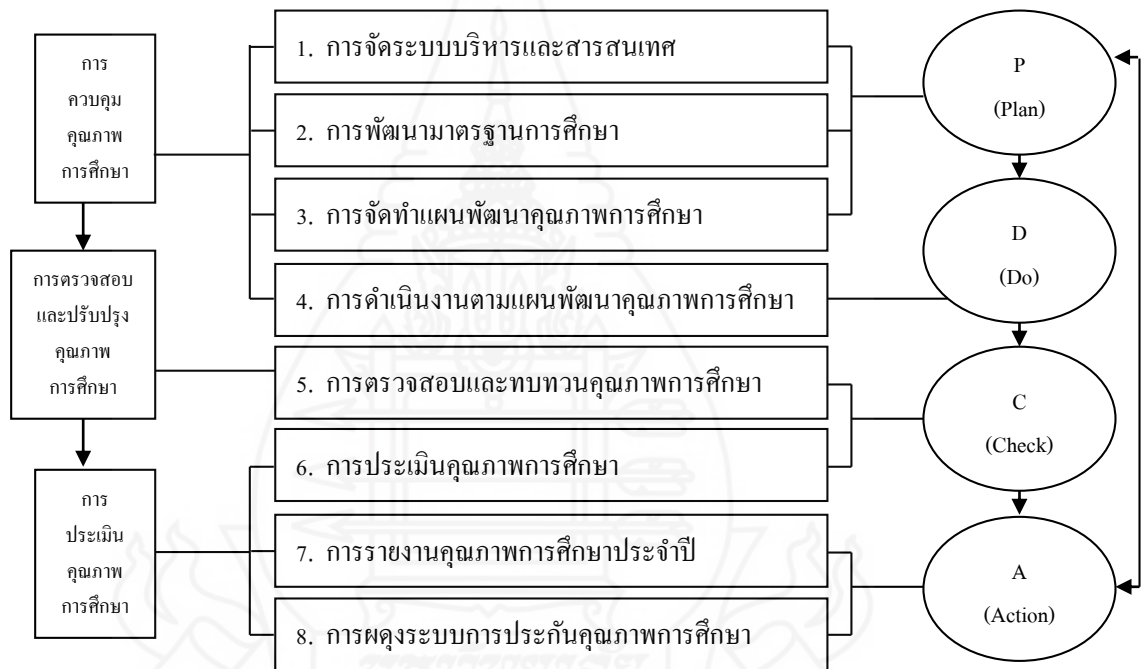 การ
ควบคุม
คุณภาพ
การศึกษา
การตรวจสอบ
และปรับปรุง
คุณภาพ
การศึกษา
การ
ประเมิน
คุณภาพ
การศึกษา
1. การจัดระบบบริหารและสารสนเทศ
2. การพัฒนามาตรฐานการศึกษา
3. การจัดทำแผนพัฒนาคุณภาพการศึกษา
4. การดำเนินงานตามแผนพัฒนาคุณภาพการศึกษา
5. การตรวจสอบและทบทวนคุณภาพการศึกษา
6. การประเมินคุณภาพการศึกษา
7. การรายงานคุณภาพการศึกษาประจำปี
8. การผดุงระบบการประกันคุณภาพการศึกษา
P
(Plan)
D
(Do)
C
(Check)
A
(Action)